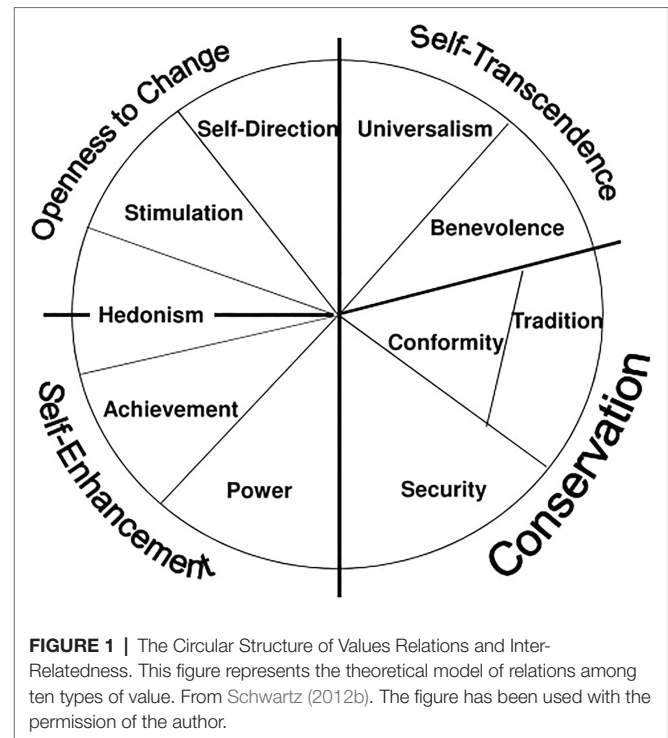 Openness to Change
Self-Transcendence
Self-Direction
Universalism
Stimulation
Benevolence
Hedonism
Conformity
Tradition
Achievement
Power
Security
Self-Enhancement
Conservation
FIGURE 1 | The Circular Structure of Values Relations and Inter-
Relatedness. This figure represents the theoretical model of relations among
ten types of value. From Schwartz (2012b). The figure has been used with the
permission of the author.